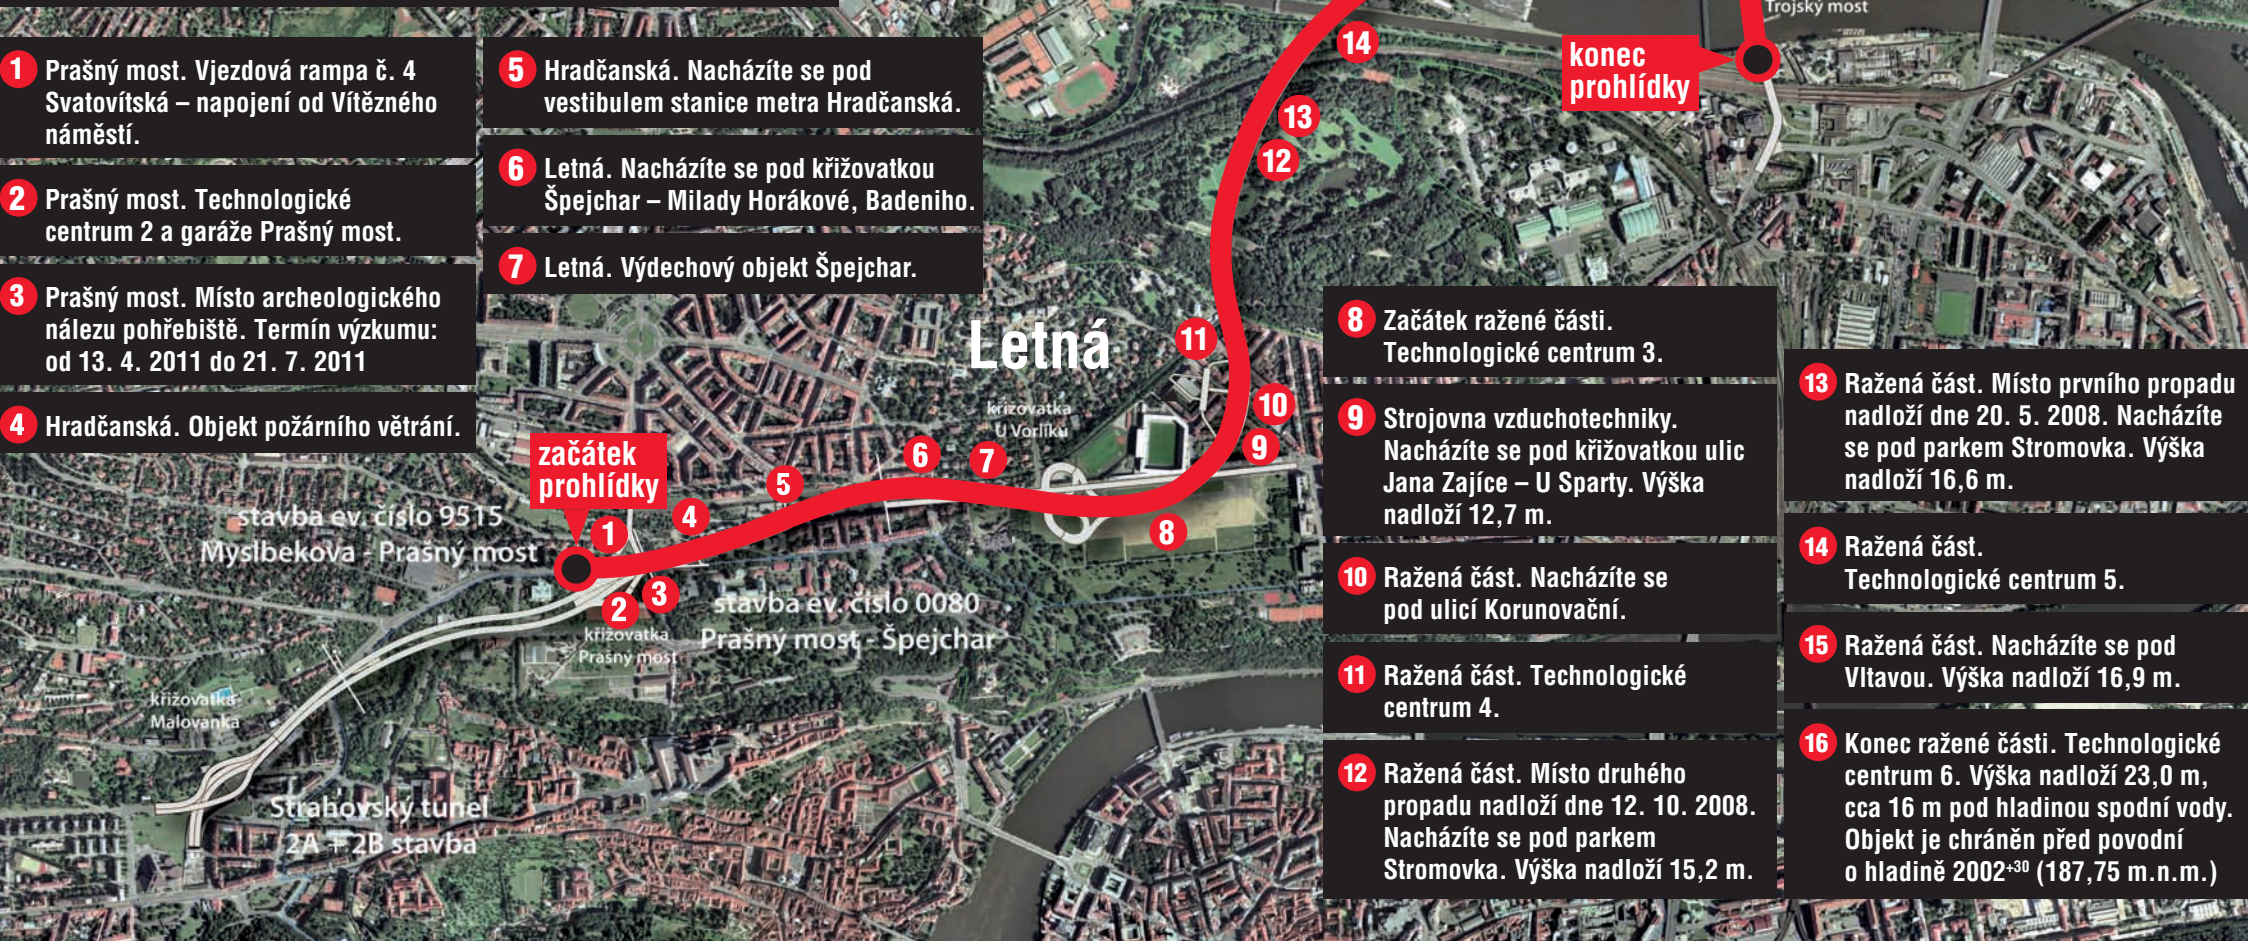 1 Prašný most. Vjezdová rampa č. 4
Svatovítská – napojení od Vítězného
náměstí.
2 Prašný most. Technologické
centrum 2 a garáže Prašný most.
3 Prašný most. Místo archeologického
nálezu pohřebiště. Termín výzkumu:
od 13. 4. 2011 do 21. 7. 2011
4 Hradčanská. Objekt požárního větrání.
5 Hradčanská. Nacházíte se pod
vestibulem stanice metra Hradčanská.
6 Letná. Nacházíte se pod křižovatkou
Špejchar – Milady Horákové, Badeniho.
7 Letná. Výdechový objekt Špejchar.
8 Začátek ražené části.
Technologické centrum 3.
9 Strojovna vzduchotechniky.
Nacházíte se pod křižovatkou ulic
Jana Zajíce – U Sparty. Výška
nadloží 12,7 m.
10 Ražená část. Nacházíte se
pod ulicí Korunovační.
11 Ražená část. Technologické
centrum 4.
12 Ražená část. Místo druhého
propadu nadloží dne 12. 10. 2008.
Nacházíte se pod parkem
Stromovka. Výška nadloží 15,2 m.
13 Ražená část. Místo prvního propadu
nadloží dne 20. 5. 2008. Nacházíte
se pod parkem Stromovka. Výška
nadloží 16,6 m.
14 Ražená část.
Technologické centrum 5.
15 Ražená část. Nacházíte se pod
Vltavou. Výška nadloží 16,9 m.
16 Konec ražené části. Technologické
centrum 6. Výška nadloží 23,0 m,
cca 16 m pod hladinou spodní vody.
Objekt je chráněn před povodní
o hladině 2002+30 (187,75 m.n.m.)
Trojský most
konec
prohlídky
14
13
12
Letná
11
10
9
křižovatka
U Vorlíku
6
7
5
8
začátek
prohlídky
4
1
stavba ev. číslo 9515
Myslbekova - Prašný most
2
3
stavba ev. číslo 0080
Prašný most - Špejchar
křižovatka
Prašný most
křižovatka
Malovanka
Strahovský tunel
2A + 2B stavba